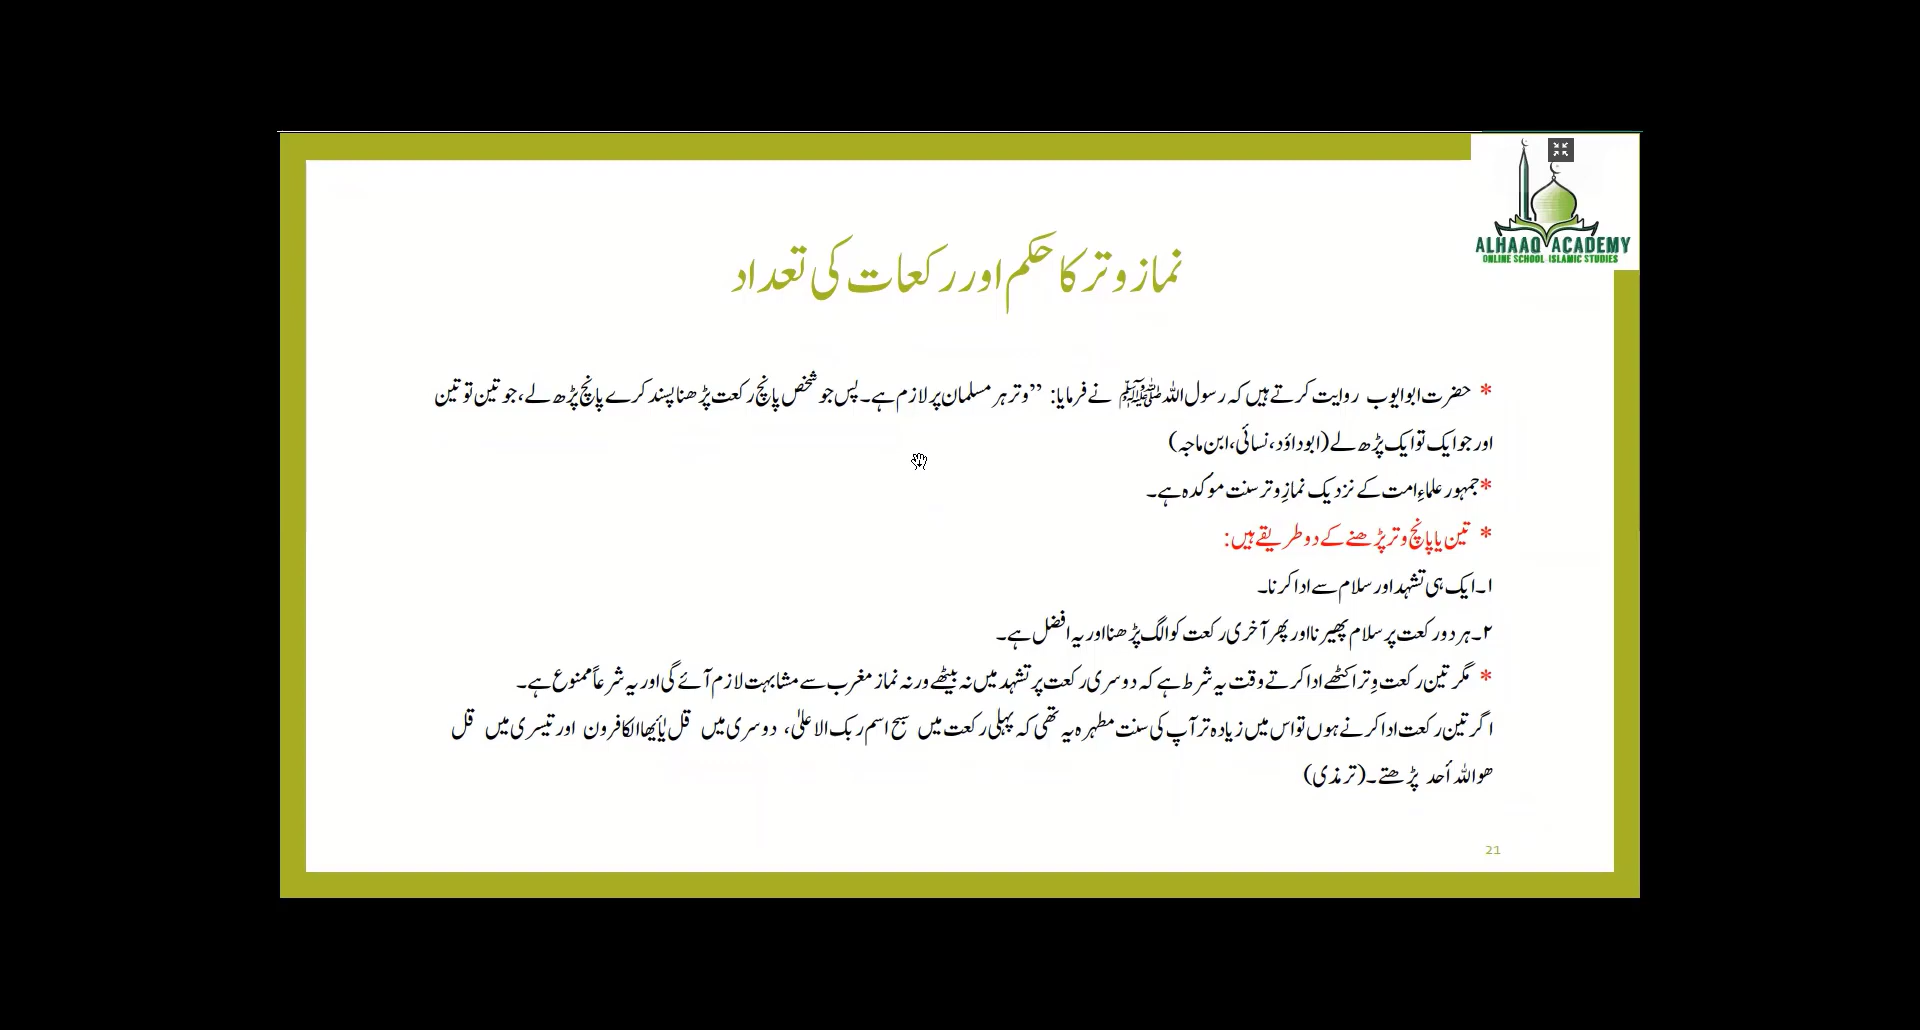 ALHAAQ ACADEMY
ONLINE SCHOOL ISLAMIC STUDIES
نماز وتر کا حکم اور رکعات کی تعداد
* حضرت ابوایوب روایت کرتے ہیں کہ رسول اللہ ﷺ نے فرمایا: ”وتر ہر مسلمان پر لازم ہے۔ پس جو شخص پانچ رکعت پڑھنا پسند کرے پانچ پڑھ لے، جو تین تو تین
اور جو ایک تو ایک پڑھ لے (ابوداؤد، نسائی، ابن ماجہ)
*جمہور علماءِ امت کے نزدیک نمازِ وتر سنت موکدہ ہے۔
* تین یا پانچ وتر پڑھنے کے دو طریقے ہیں:
۱۔ ایک ہی تشہد اور سلام سے ادا کرنا۔
۲۔ ہر دو رکعت پر سلام پھیرنا اور پھر آخری رکعت کو الگ پڑھنا اور یہ افضل ہے۔
* مگر تین رکعت وِتر اکٹھے ادا کرتے وقت یہ شرط ہے کہ دوسری رکعت پر تشہد میں نہ بیٹھے ورنہ نماز مغرب سے مشابہت لازم آئے گی اور یہ شرعاً ممنوع ہے۔
اگر تین رکعت ادا کرنے ہوں تو اس میں زیادہ تر آپ کی سنت مطہرہ یہ تھی کہ پہلی رکعت میں سبح اسم ربک الاعلیٰ، دوسری میں قل یٰأیھا الکافرون اور تیسری میں قل
ھو اللہ أحد پڑھتے۔ (ترمذی)
21